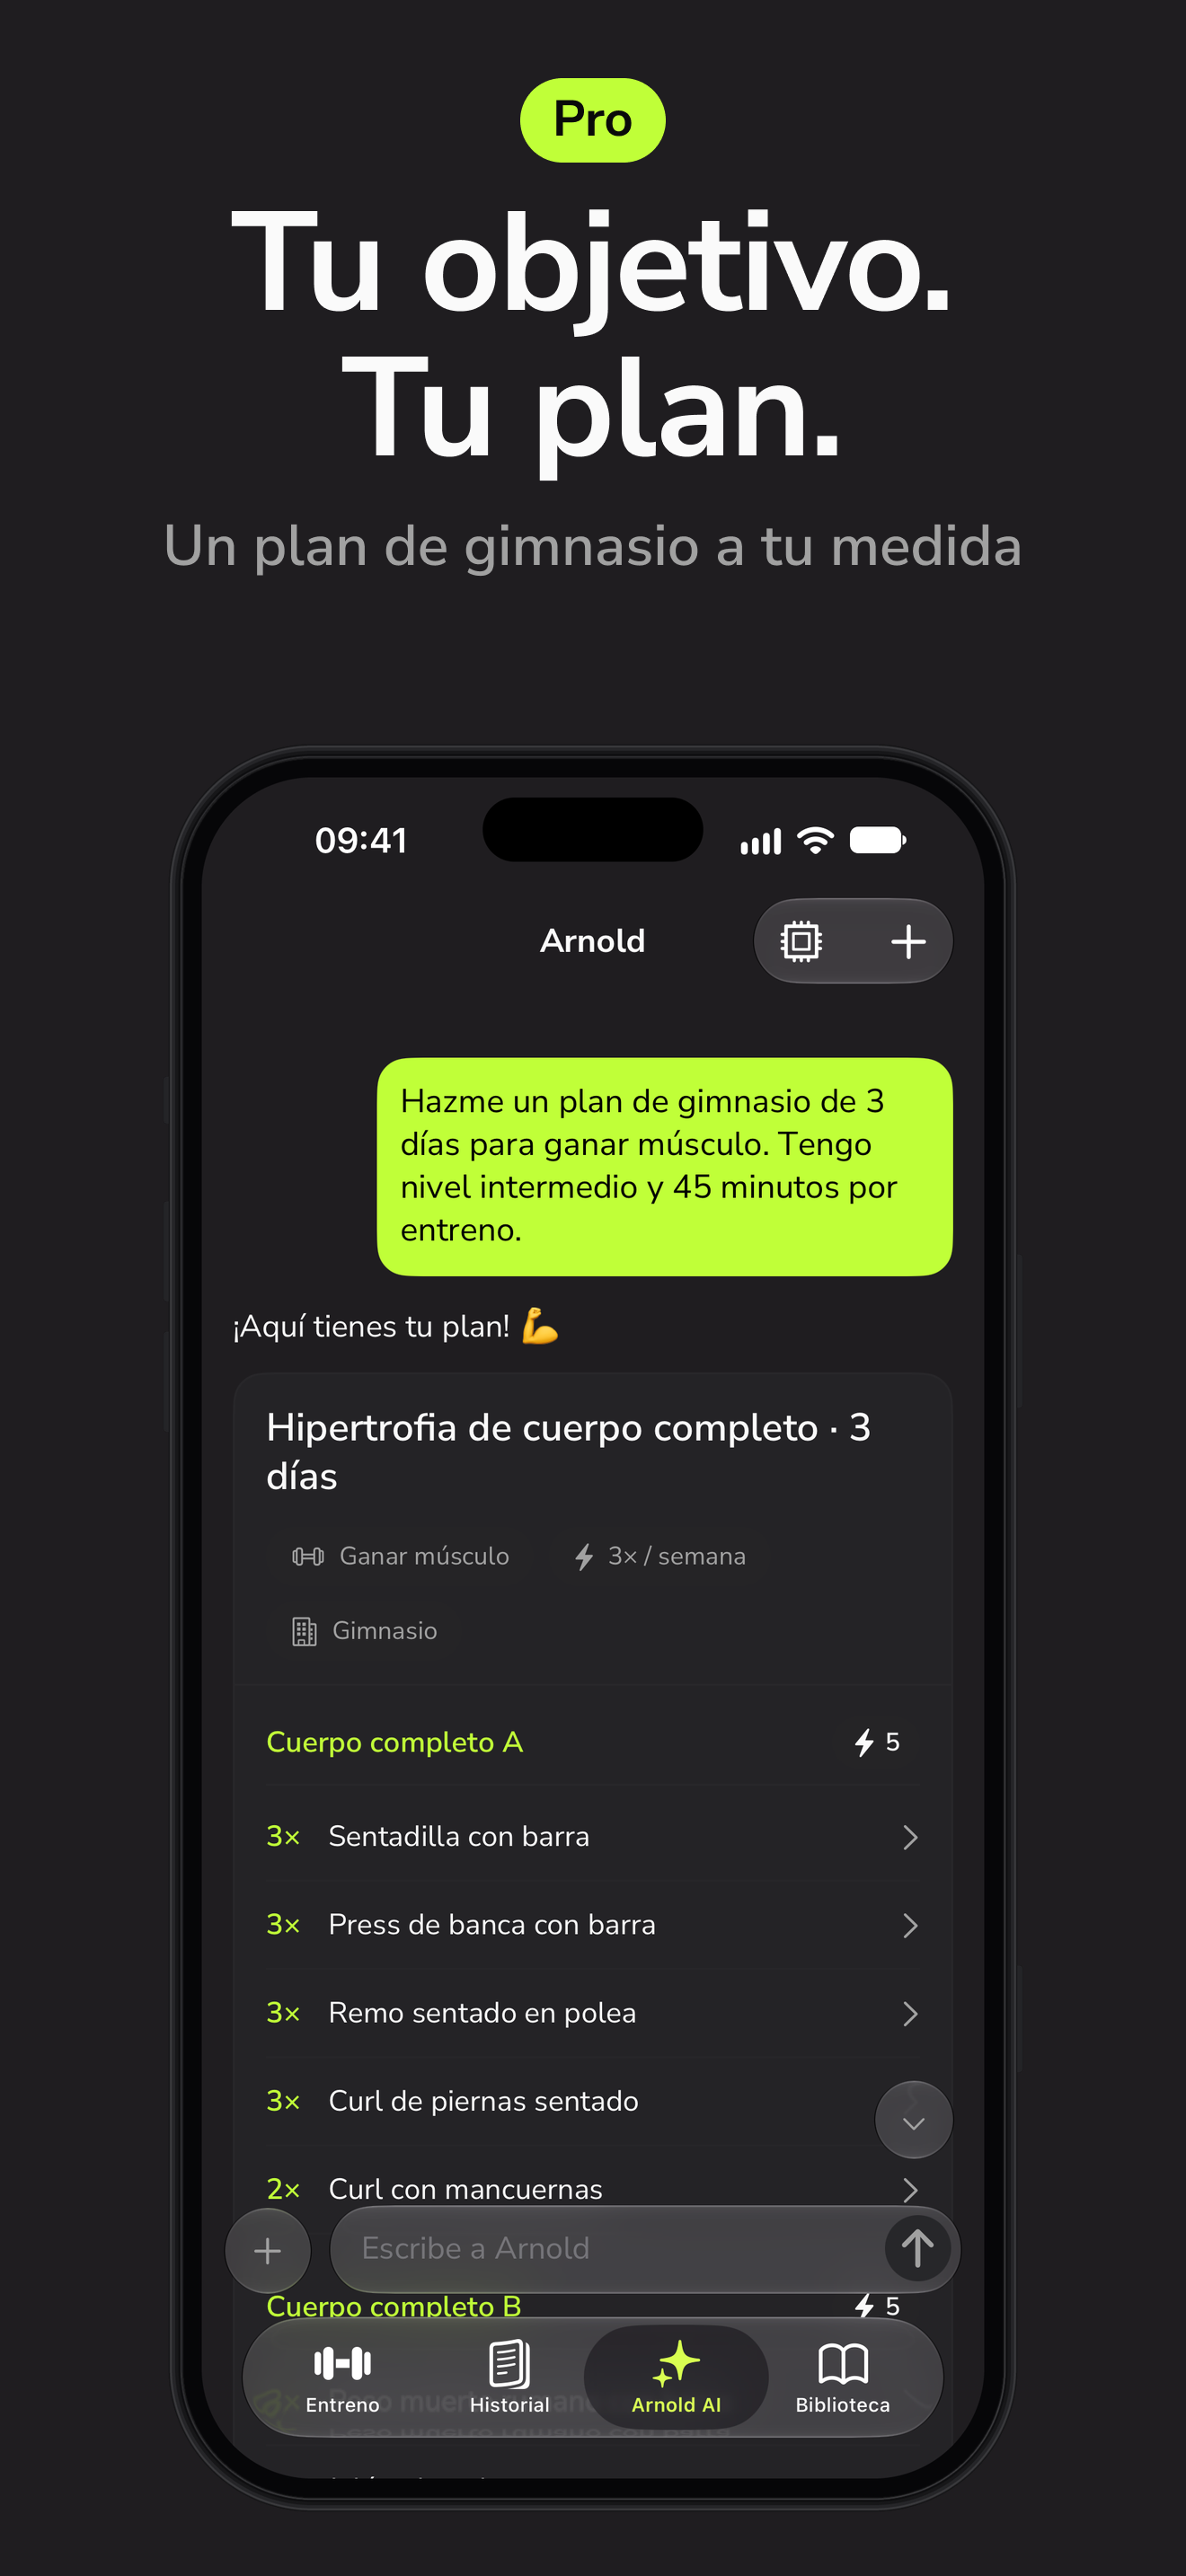 Pro
Tu objetivo.
Tu plan.
Un plan de gimnasio a tu medida
09:41
Arnold
Hazme un plan de gimnasio de 3
días para ganar músculo. Tengo
nivel intermedio y 45 minutos por
entreno.
¡Aquí tienes tu plan! 💪
Hipertrofia de cuerpo completo · 3
días
Ganar músculo 3× / semana
Gimnasio
Cuerpo completo A 5
3× Sentadilla con barra
3× Press de banca con barra
3× Remo sentado en polea
3× Curl de piernas sentado
2× Curl con mancuernas
Escribe a Arnold
Cuerpo completo B 5
Entreno Historial Arnold AI Biblioteca